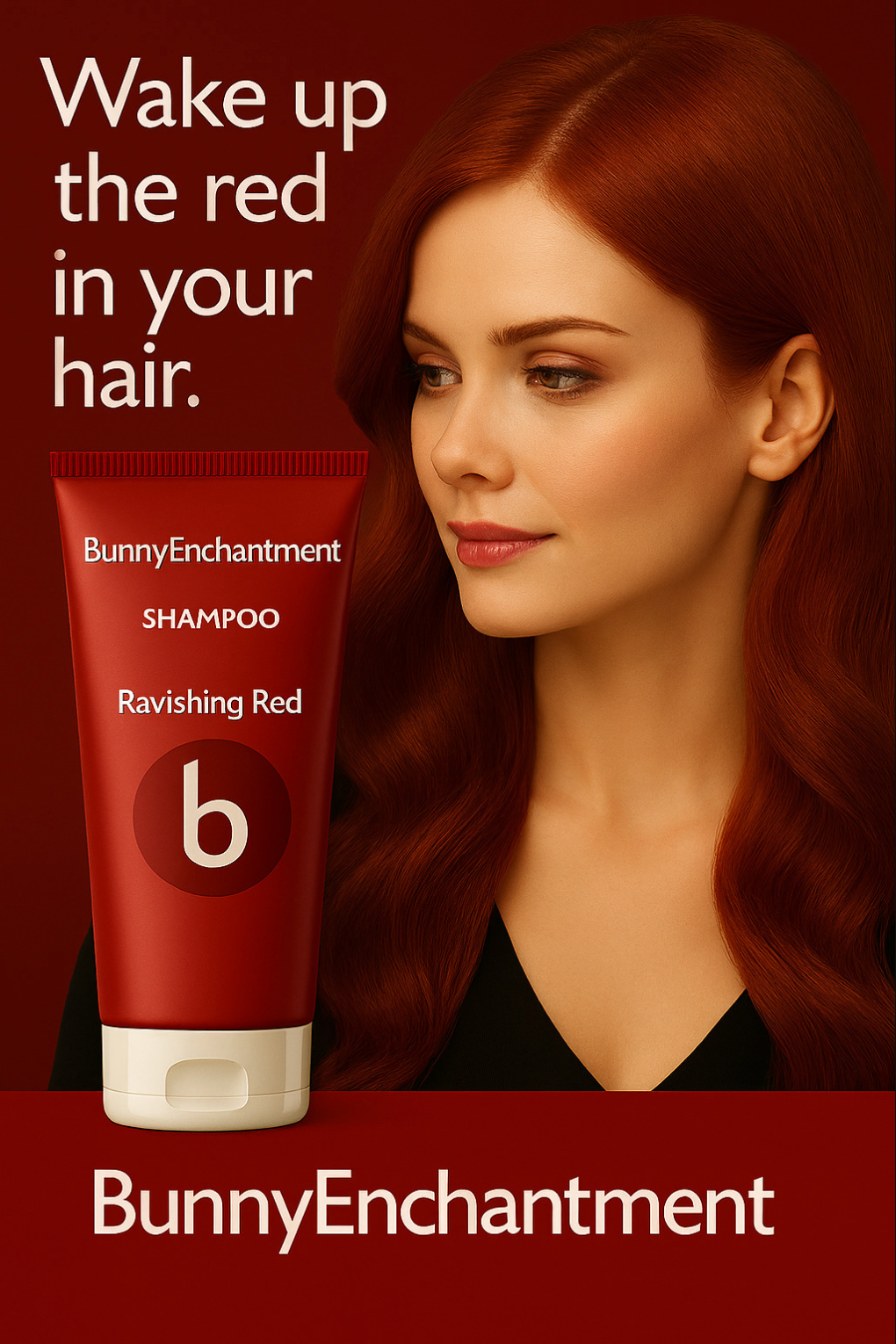 Wake up
the red
in your
hair.
BunnyEnchantment
SHAMPOO
Ravishing Red
b
BunnyEnchantment